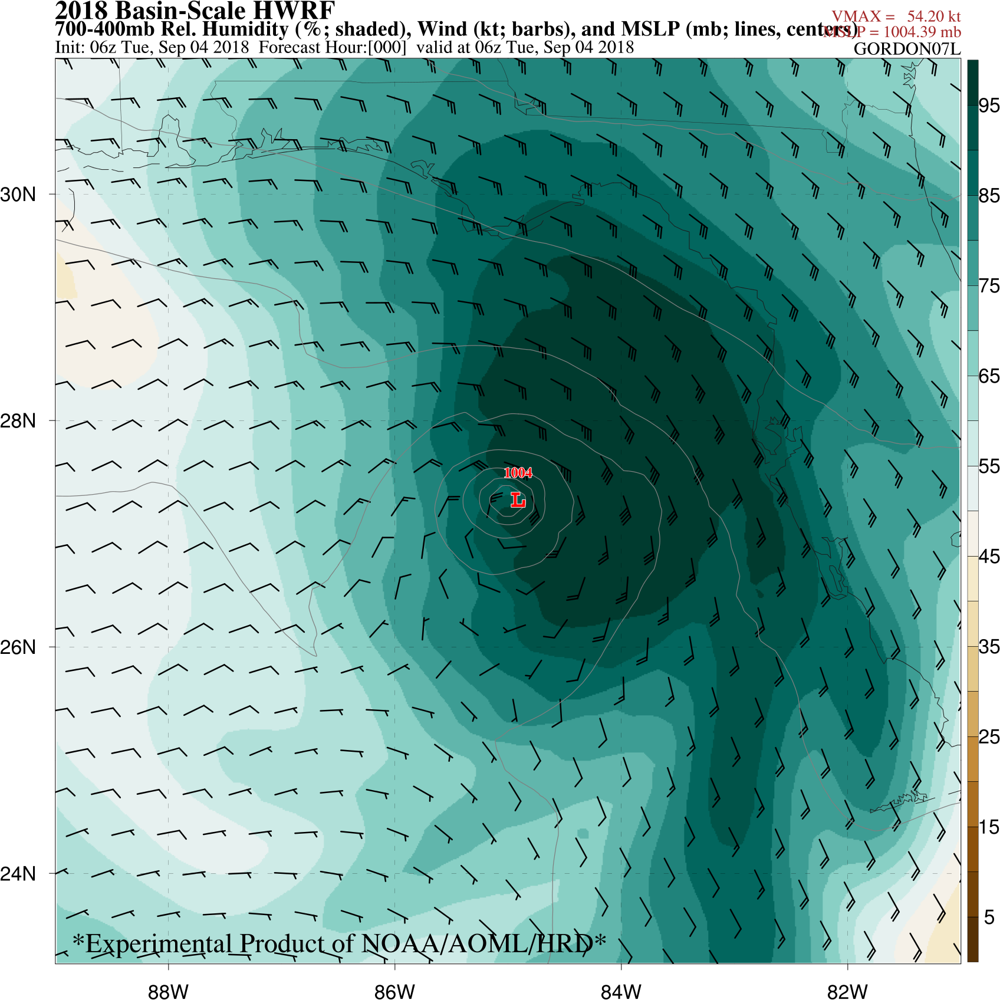 2018 Basin-Scale HWRF
VMAX = 54.20 kt
700-400mb Rel. Humidity (%; shaded), Wind (kt; barbs), and MSLP (mb; lines, centers)
MSLP = 1004.39 mb
Init: 06z Tue, Sep 04 2018 Forecast Hour:[000] valid at 06z Tue, Sep 04 2018
GORDON07L
95
30N
85
75
65
28N
1004
55
L
45
26N
35
25
15
24N
5
*Experimental Product of NOAA/AOML/HRD*
88W 86W 84W 82W